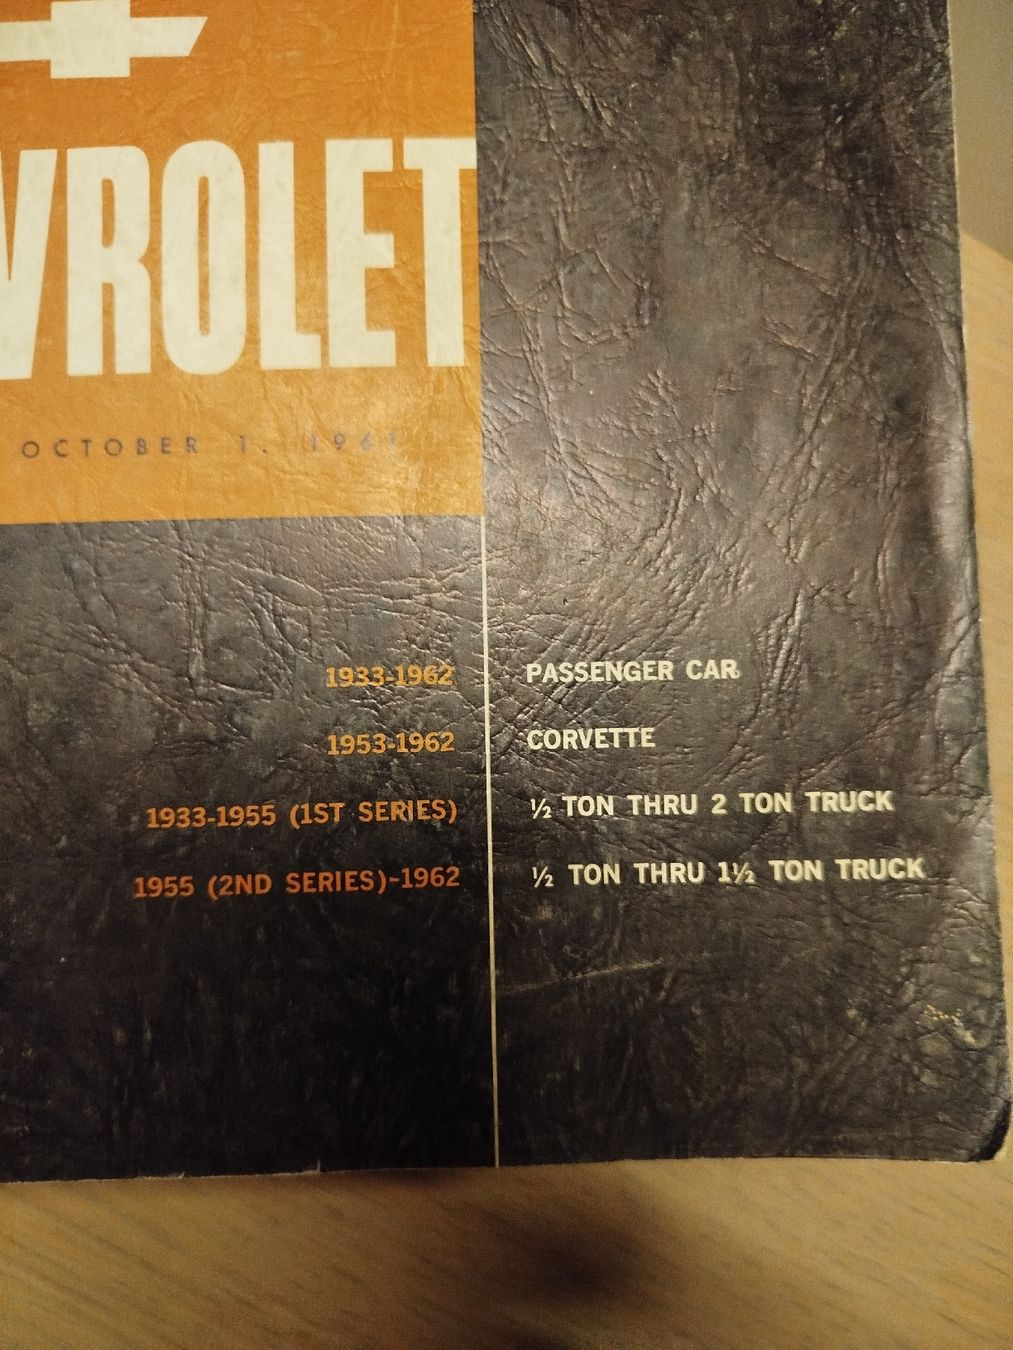 VROLET
OCTOBER 1, 1961
1933-1962 PASSENGER CAR
1953-1962 CORVETTE
1933-1955 (1ST SERIES) ½ TON THRU 2 TON TRUCK
1955 (2ND SERIES)-1962 ½ TON THRU 1½ TON TRUCK